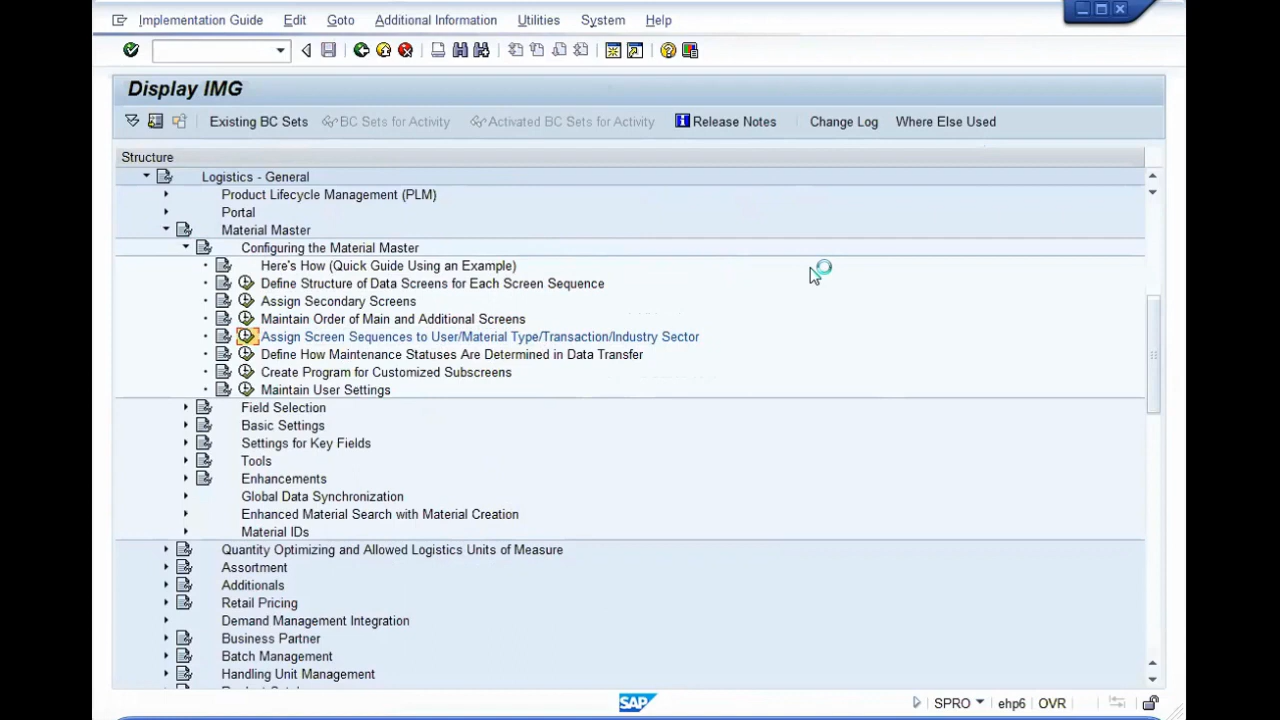 Implementation Guide Edit Goto Additional Information Utilities System Help
Display IMG
Existing BC Sets BC Sets for Activity Activated BC Sets for Activity Release Notes Change Log Where Else Used
Structure
Logistics - General
Product Lifecycle Management (PLM)
Portal
Material Master
Configuring the Material Master
Here's How (Quick Guide Using an Example)
Define Structure of Data Screens for Each Screen Sequence
Assign Secondary Screens
Maintain Order of Main and Additional Screens
Assign Screen Sequences to User/Material Type/Transaction/Industry Sector
Define How Maintenance Statuses Are Determined in Data Transfer
Create Program for Customized Subscreens
Maintain User Settings
Field Selection
Basic Settings
Settings for Key Fields
Tools
Enhancements
Global Data Synchronization
Enhanced Material Search with Material Creation
Material IDs
Quantity Optimizing and Allowed Logistics Units of Measure
Assortment
Additionals
Retail Pricing
Demand Management Integration
Business Partner
Batch Management
Handling Unit Management
SAP SPRO ehp6 OVR